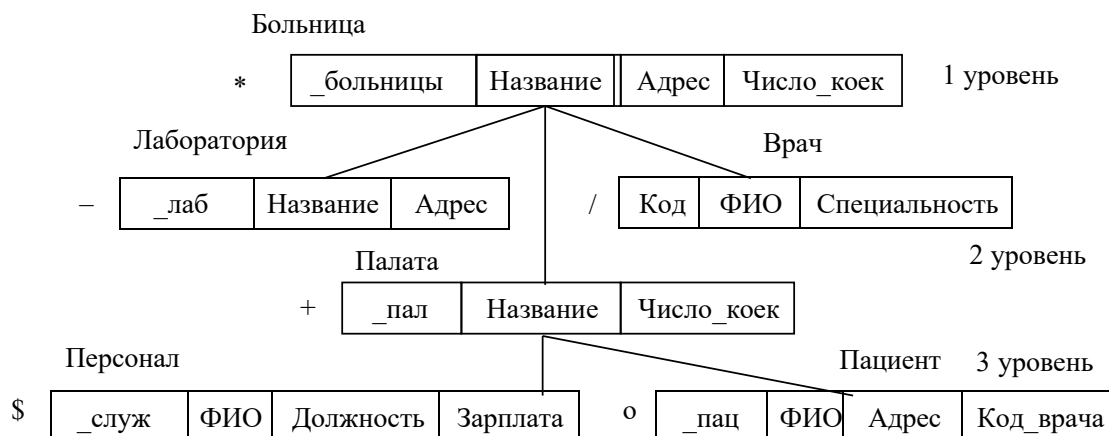 Больница
* _больницы Название Адрес Число_коек 1 уровень
Лаборатория Врач
– _лаб Название Адрес / Код ФИО Специальность
2 уровень
Палата
+ _пал Название Число_коек
Персонал Пациент 3 уровень
$ _служ ФИО Должность Зарплата о _пац ФИО Адрес Код_врача